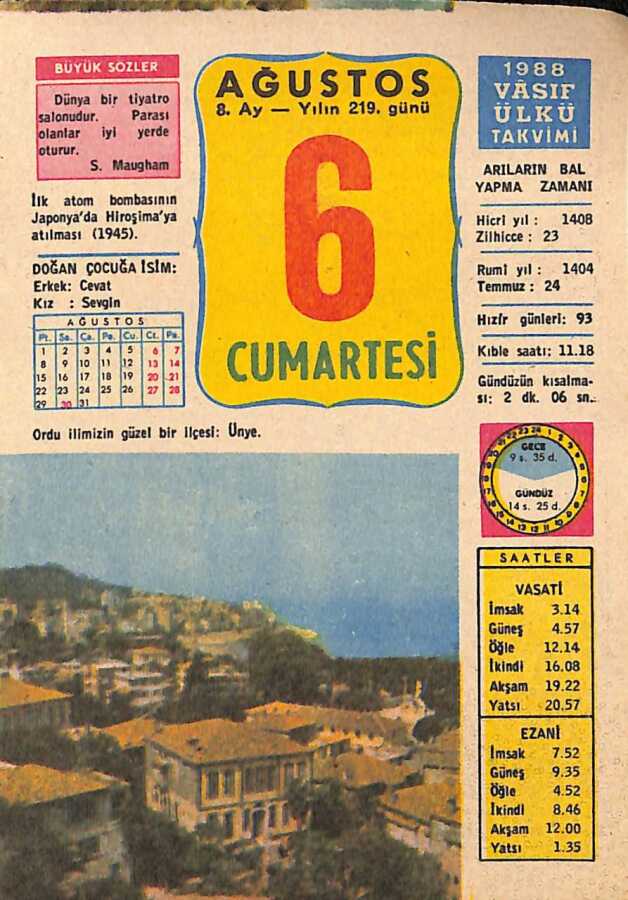 BÜYÜK SÖZLER
Dünya bir tiyatro
salonudur. Parası
olanlar iyi yerde
oturur.
S. Maugham
İlk atom bombasının
Japonya'da Hiroşima'ya
atılması (1945).
DOĞAN ÇOCUĞA İSİM:
Erkek: Cevat
Kız : Sevgin
AĞUSTOS
Pt. Sa. Ça. Pe. Cu. Ct. Pa.
1 2 3 4 5 6 7
8 9 10 11 12 13 14
15 16 17 18 19 20 21
22 23 24 25 26 27 28
29 30 31
AĞUSTOS
8. Ay — Yılın 219. günü
6
CUMARTESİ
1988
VÂSIF
ÜLKÜ
TAKVİMİ
ARILARIN BAL
YAPMA ZAMANI
Hicri yıl : 1408
Zilhicce : 23
Rumî yıl : 1404
Temmuz : 24
Hızır günleri: 93
Kıble saati: 11.18
Gündüzün kısalma-
sı: 2 dk. 06 sn.
Ordu ilimizin güzel bir ilçesi: Ünye.
GECE
9 s. 35 d.
GÜNDÜZ
14 s. 25 d.
SAATLER
VASATİ
İmsak 3.14
Güneş 4.57
Öğle 12.14
İkindi 16.08
Akşam 19.22
Yatsı 20.57
EZANİ
İmsak 7.52
Güneş 9.35
Öğle 4.52
İkindi 8.46
Akşam 12.00
Yatsı 1.35